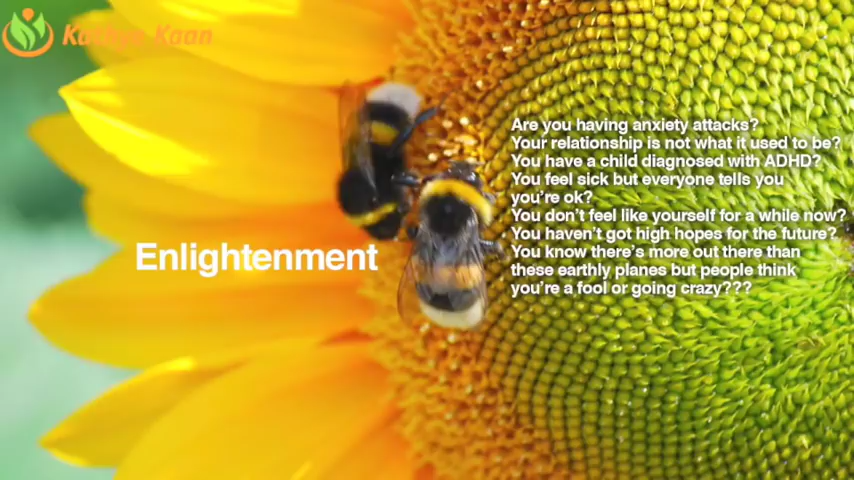 Kathye Kaan
Enlightenment
Are you having anxiety attacks?
Your relationship is not what it used to be?
You have a child diagnosed with ADHD?
You feel sick but everyone tells you
you're ok?
You don't feel like yourself for a while now?
You haven't got high hopes for the future?
You know there's more out there than
these earthly planes but people think
you're a fool or going crazy???